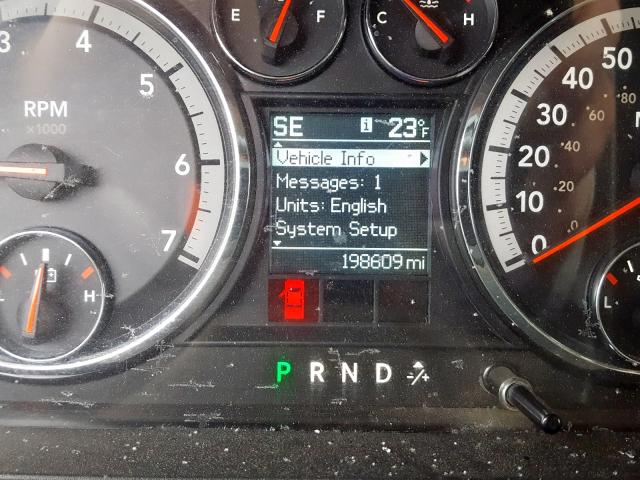 3 4 5 6 7
RPM
x1000
E F
C H
SE i 23°F
Vehicle Info
Messages: 1
Units: English
System Setup
198609 mi
50
40
30
20
10
0
80
60
40
20
0
H
L
P R N D -/+